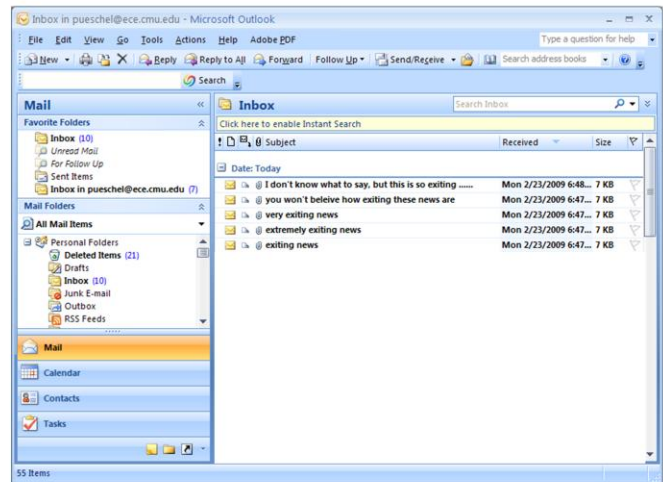 Inbox in pueschel@ece.cmu.edu - Microsoft Outlook
File Edit View Go Tools Actions Help Adobe PDF Type a question for help
New Reply Reply to All Forward Follow Up Send/Receive Search address books
Search
Mail
Favorite Folders
Inbox (10)
Unread Mail
For Follow Up
Sent Items
Inbox in pueschel@ece.cmu.edu (7)
Mail Folders
All Mail Items
Personal Folders
Deleted Items (21)
Drafts
Inbox (10)
Junk E-mail
Outbox
RSS Feeds
Mail
Calendar
Contacts
Tasks
Inbox Search Inbox
Click here to enable Instant Search
Subject Received Size
Date: Today
I don't know what to say, but this is so exiting ...... Mon 2/23/2009 6:48... 7 KB
you won't beleive how exiting these news are Mon 2/23/2009 6:47... 7 KB
very exiting news Mon 2/23/2009 6:47... 7 KB
extremely exiting news Mon 2/23/2009 6:47... 7 KB
exiting news Mon 2/23/2009 6:47... 7 KB
55 Items